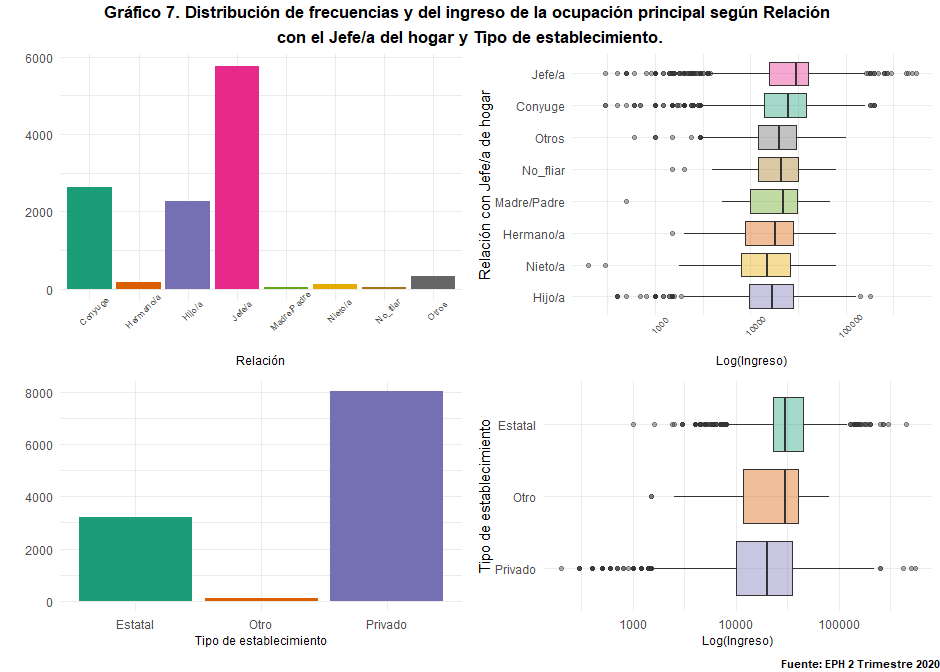 Gráfico 7. Distribución de frecuencias y del ingreso de la ocupación principal según Relación
con el Jefe/a del hogar y Tipo de establecimiento.
6000
4000
2000
0
Conyuge
Hermano/a
Hijo/a
Jefe/a
Madre/Padre
Nieto/a
No_fliar
Otros
Relación
Relación con Jefe/a de hogar
Jefe/a
Conyuge
Otros
No_fliar
Madre/Padre
Hermano/a
Nieto/a
Hijo/a
1000
10000
100000
Log(Ingreso)
8000
6000
4000
2000
0
Estatal
Otro
Privado
Tipo de establecimiento
Tipo de establecimiento
Estatal
Otro
Privado
1000
10000
100000
Log(Ingreso)
Fuente: EPH 2 Trimestre 2020